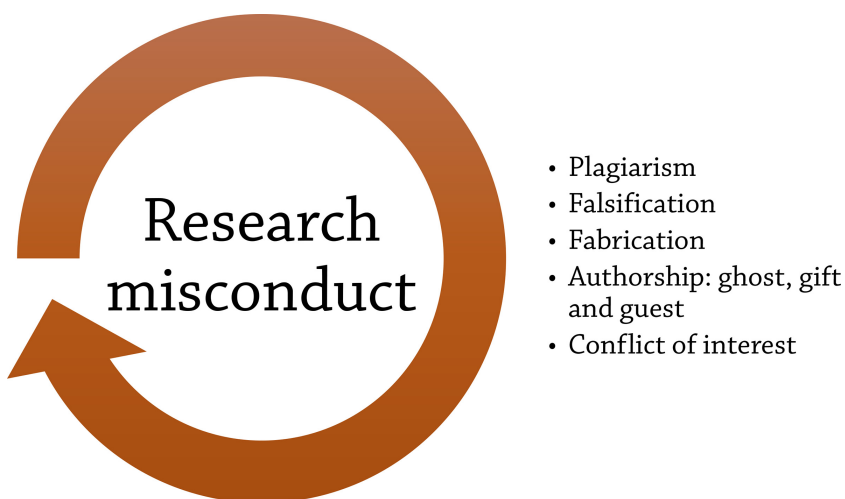 Research
misconduct
• Plagiarism
• Falsification
• Fabrication
• Authorship: ghost, gift
and guest
• Conflict of interest